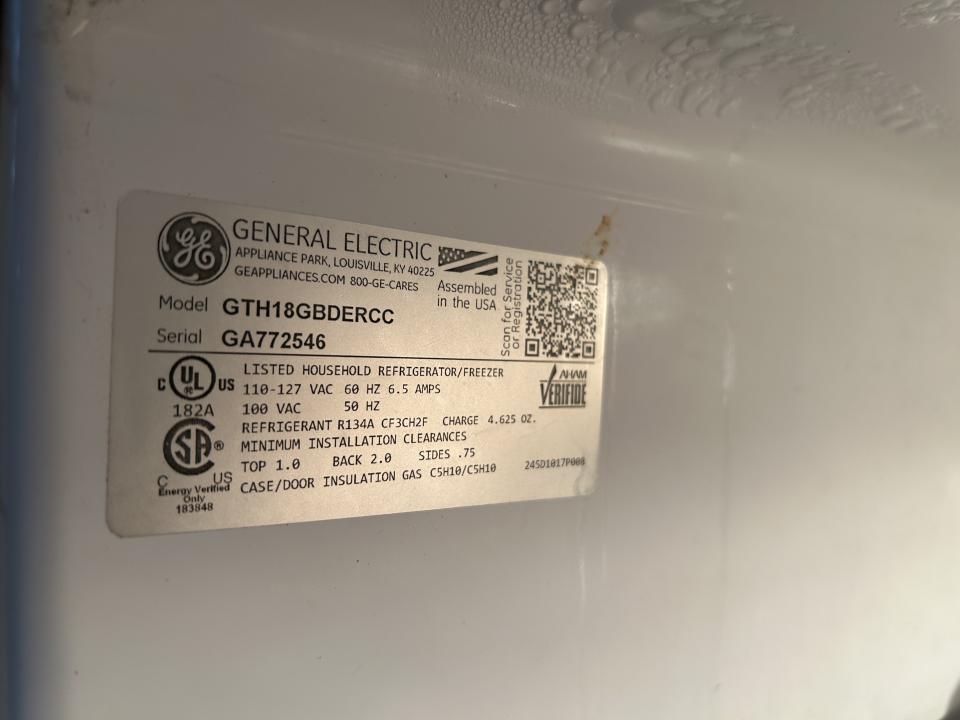 GENERAL ELECTRIC
APPLIANCE PARK, LOUISVILLE, KY 40225
GEAPPLIANCES.COM 800-GE-CARES
Assembled
in the USA
Scan for Service
or Registration
Model GTH18GBDERCC
Serial GA772546
GE
C UL US
®
182A
LISTED HOUSEHOLD REFRIGERATOR/FREEZER
110-127 VAC 60 HZ 6.5 AMPS
100 VAC 50 HZ
REFRIGERANT R134A CF3CH2F CHARGE 4.625 OZ.
MINIMUM INSTALLATION CLEARANCES
TOP 1.0 BACK 2.0 SIDES .75
CASE/DOOR INSULATION GAS C5H10/C5H10
AHAM
VERIFIDE
245D1017P008
SA®
C US
Energy Verified
Only
183848